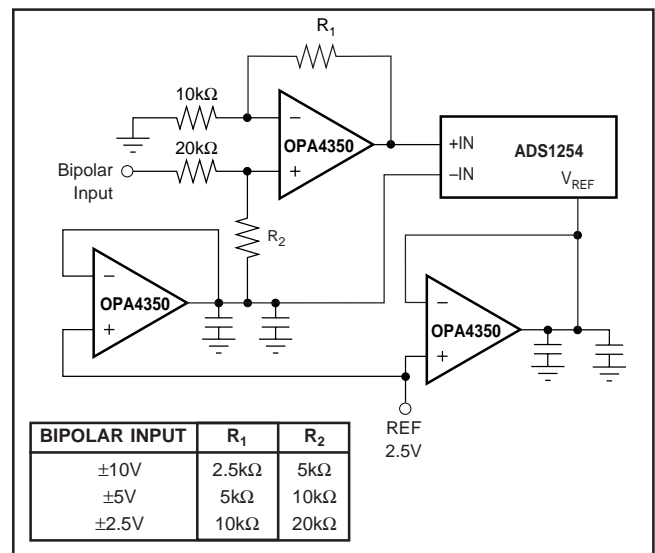 R1
10kΩ
−
OPA4350
+
20kΩ
Bipolar
Input
R2
+IN
−IN
ADS1254
VREF
−
OPA4350
+
−
OPA4350
+
REF
2.5V
BIPOLAR INPUT R1 R2
±10V 2.5kΩ 5kΩ
±5V 5kΩ 10kΩ
±2.5V 10kΩ 20kΩ